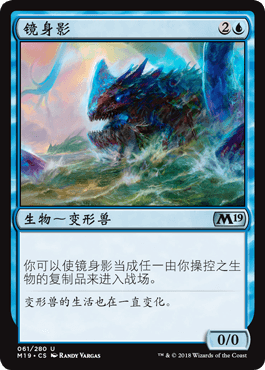 镜身影 2
生物～变形兽 M19
你可以使镜身影当成任一由你操控之生
物的复制品来进入战场。
变形兽的生活也在一直变化。
0/0
061/280 U
M19 • CS RANDY VARGAS ™ & © 2018 Wizards of the Coast